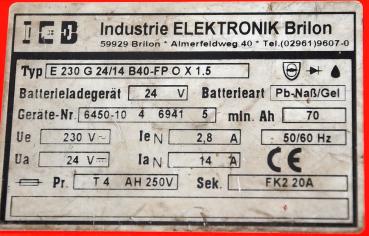 IEB Industrie ELEKTRONIK Brilon
59929 Brilon * Almerfeldweg 40 * Tel.(02961)9607-0
Typ E 230 G 24/14 B40-FP O X 1.5
Batterieladegerät 24 V Batterieart Pb-Naß/Gel
Geräte-Nr. 6450-10 4 6941 5 min. Ah 70
Ue 230 V~ Ie N 2,8 A 50/60 Hz
Ua 24 V⎓ Ia N 14 A CE
Pr. T 4 AH 250V Sek. FK2 20A